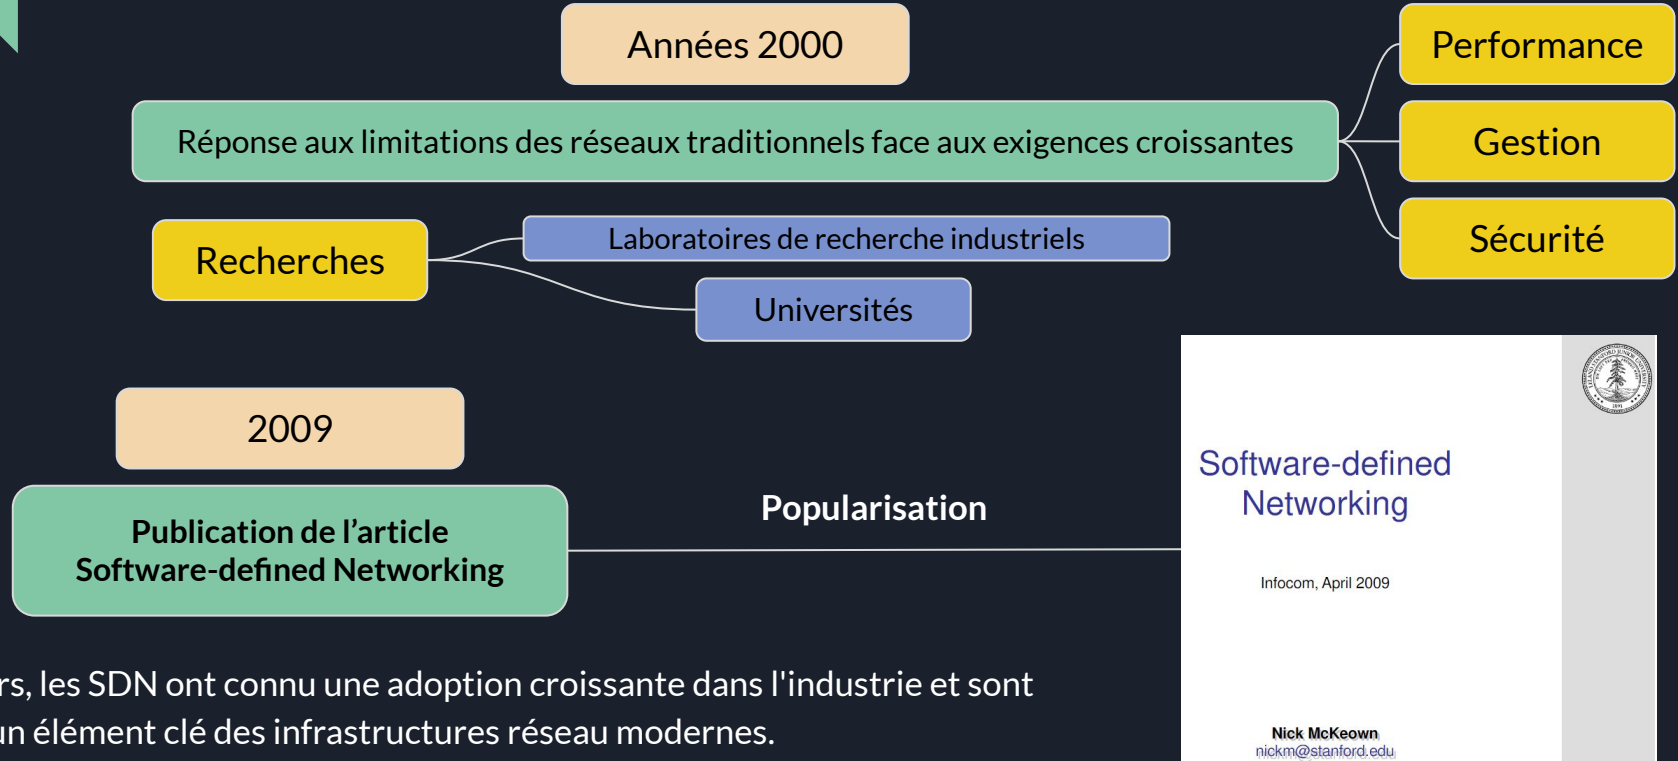 Années 2000
Performance
Réponse aux limitations des réseaux traditionnels face aux exigences croissantes
Gestion
Sécurité
Recherches
Laboratoires de recherche industriels
Universités
2009
Publication de l’article
Software-defined Networking
Popularisation
Software-defined
Networking
Infocom, April 2009
Nick McKeown
nickm@stanford.edu
les SDN ont connu une adoption croissante dans l'industrie et sont
un élément clé des infrastructures réseau modernes.